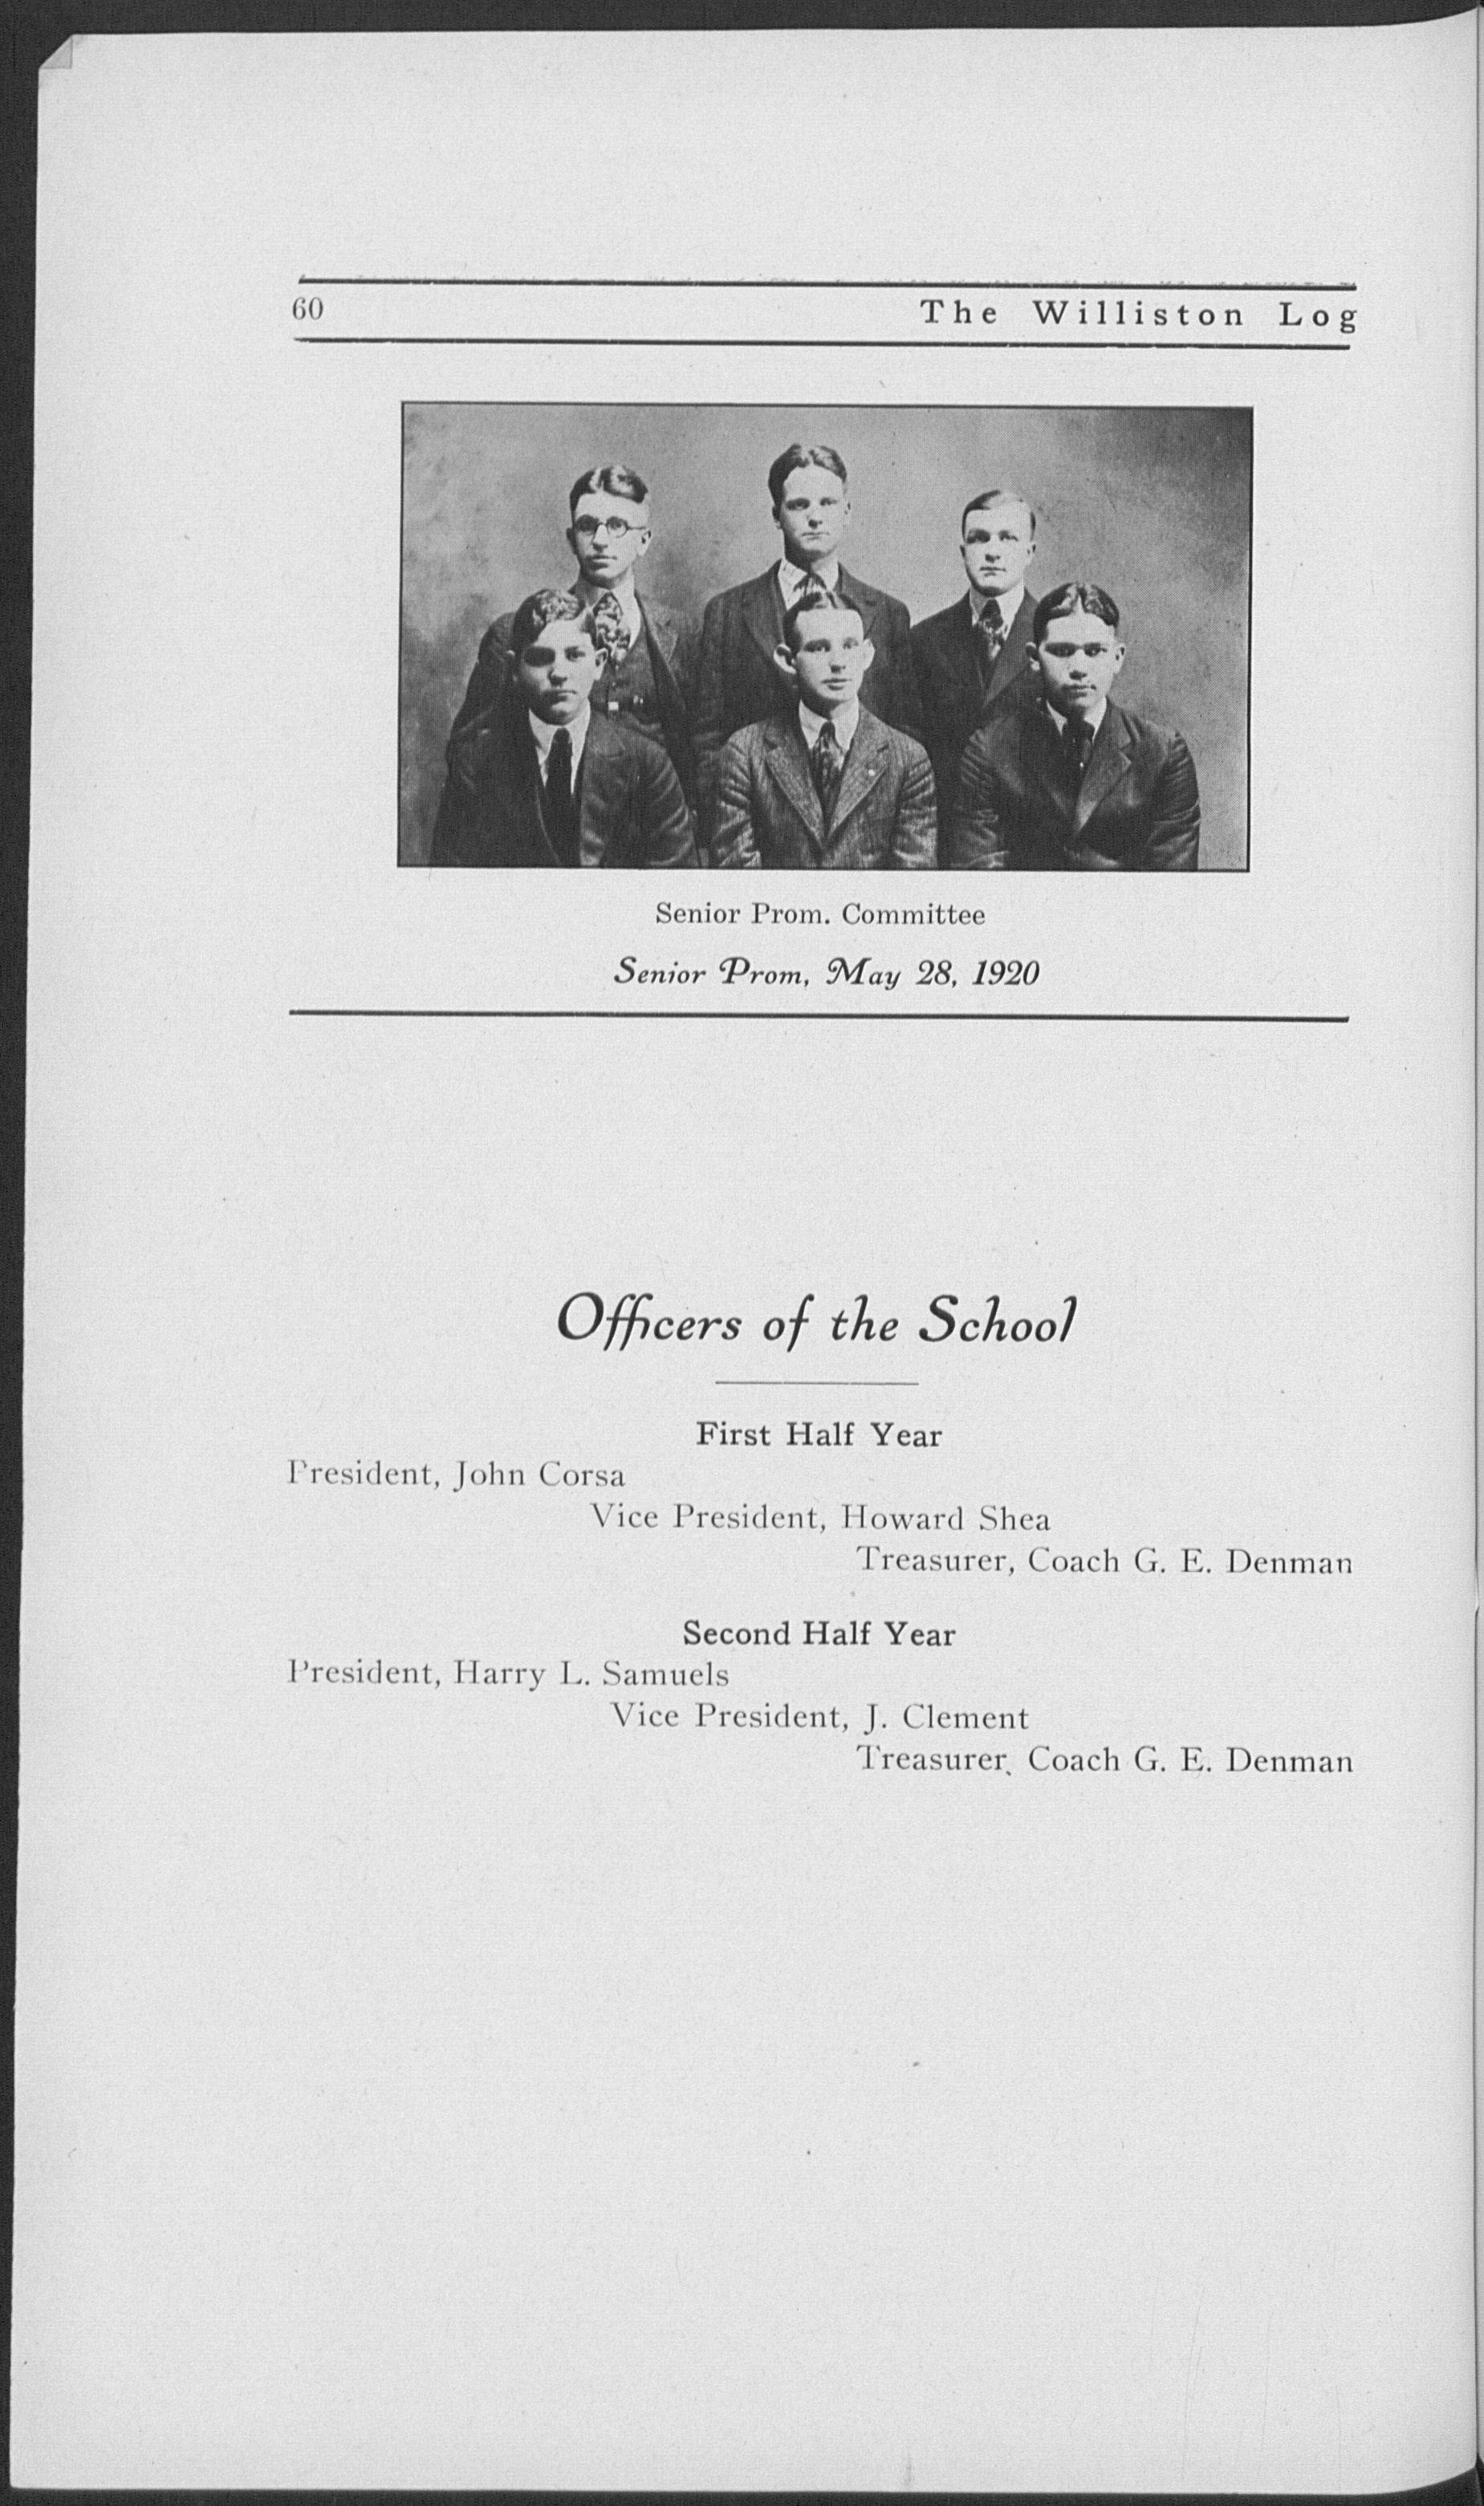 60
The Williston Log
Senior Prom. Committee
Senior Prom, May 28, 1920
Officers of the School
First Half Year
President, John Corsa
Vice President, Howard Shea
Treasurer, Coach G. E. Denman
Second Half Year
President, Harry L. Samuels
Vice President, J. Clement
Treasurer, Coach G. E. Denman